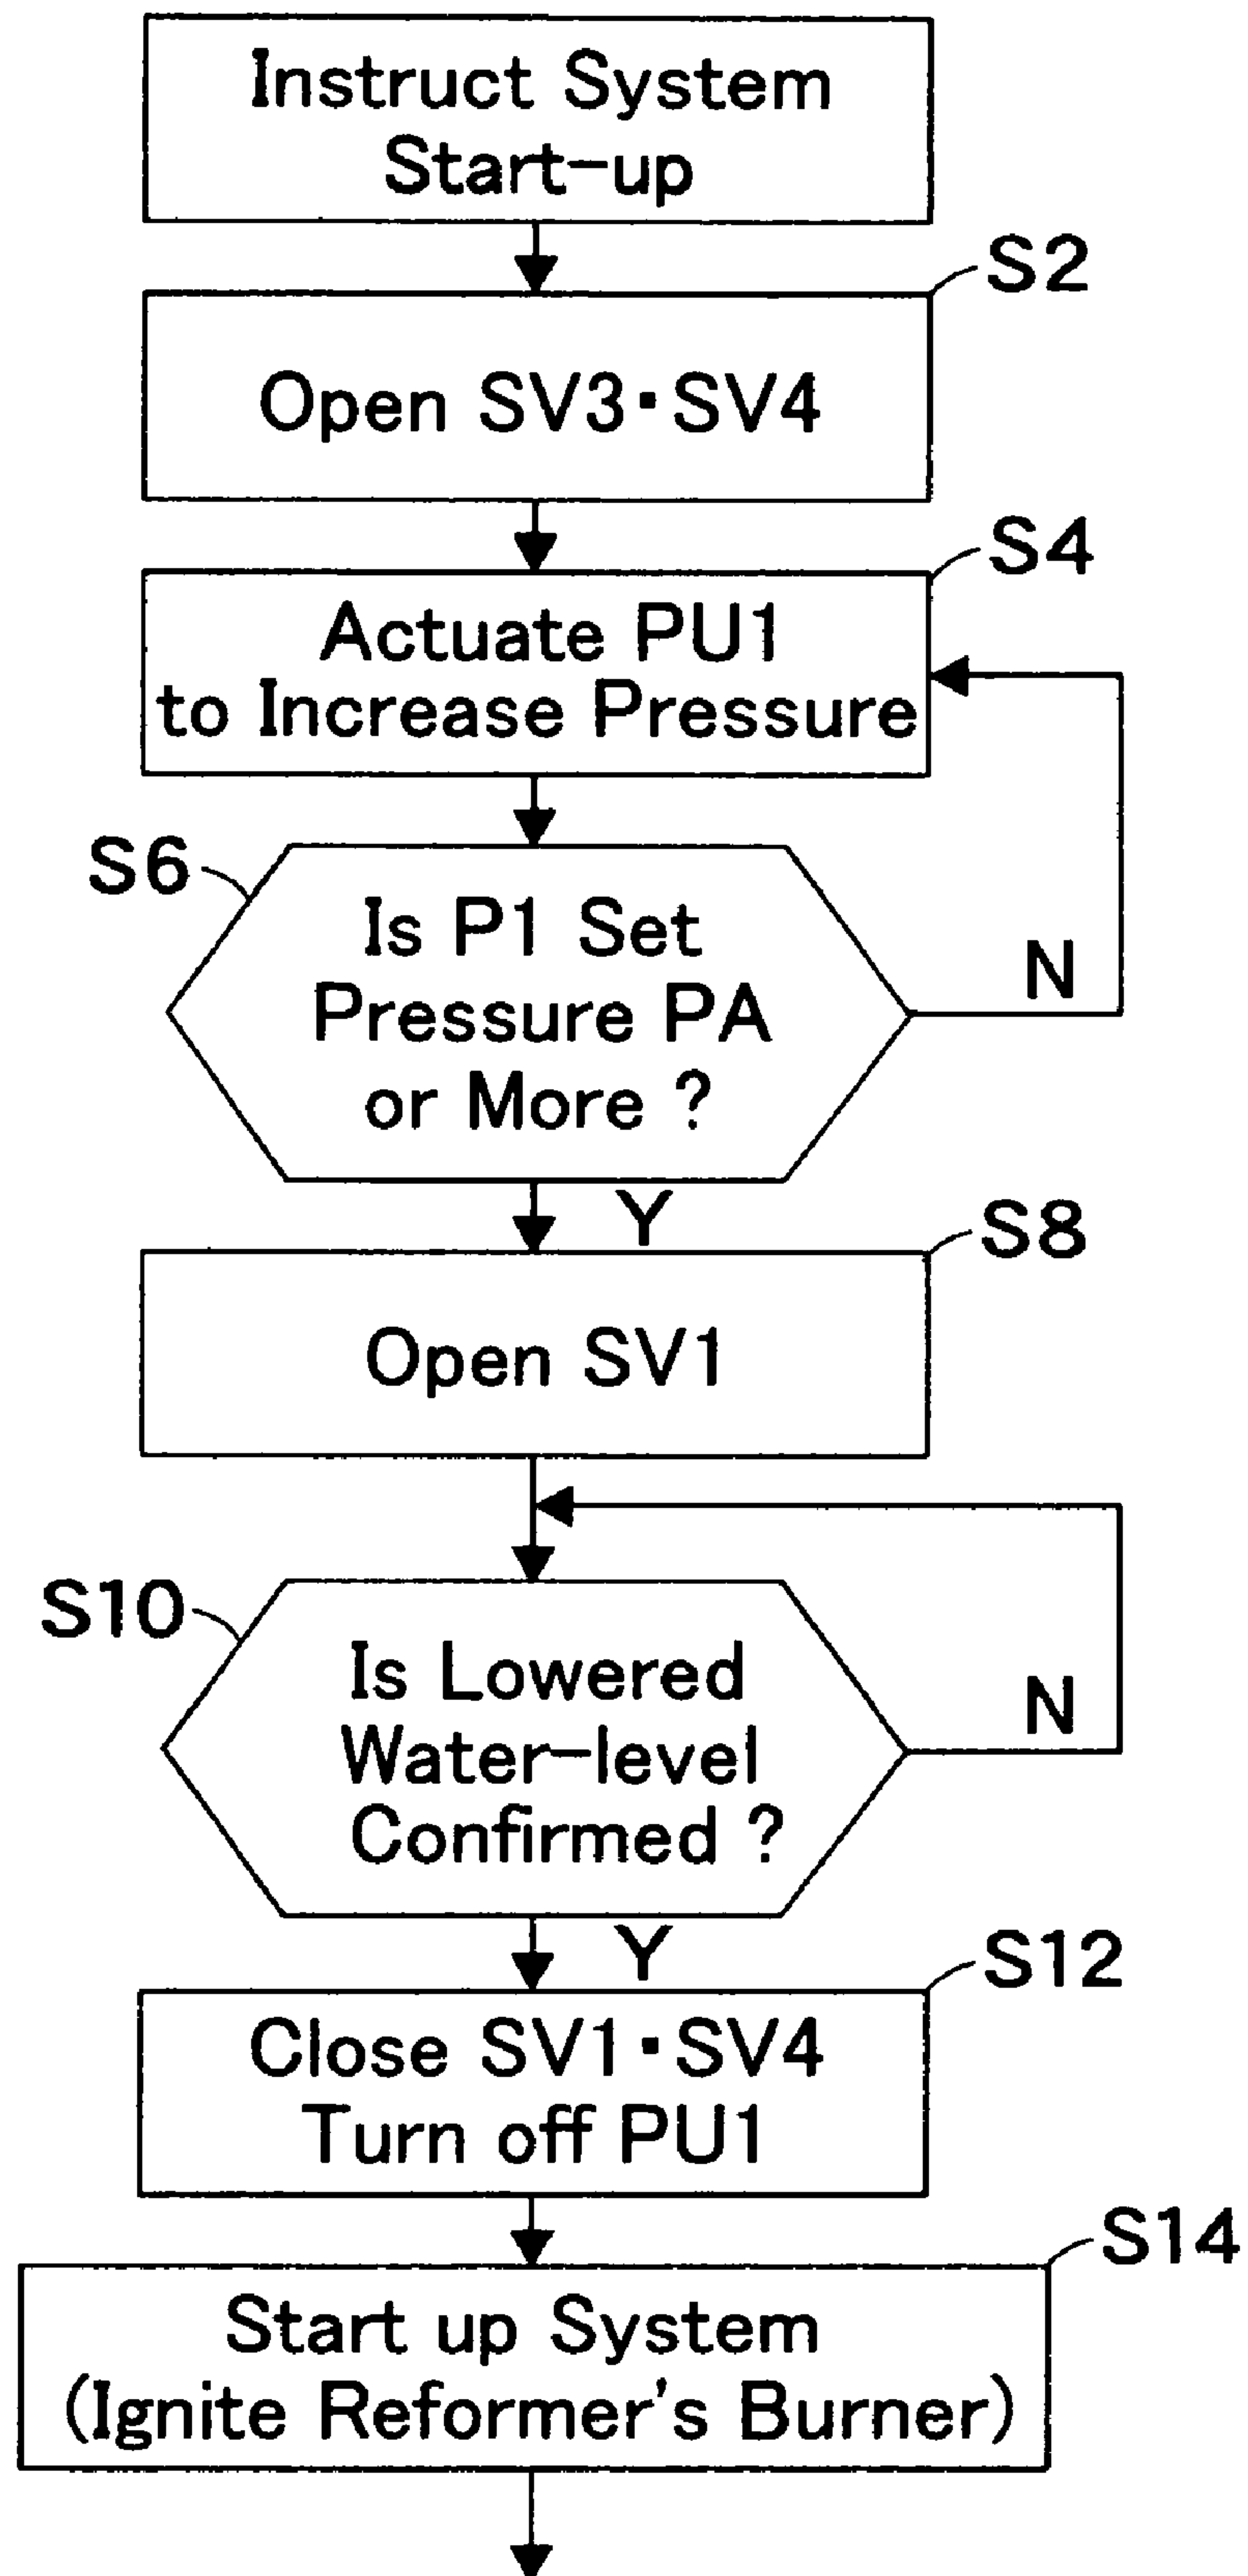 Instruct System
Start-up
S2
Open SV3・SV4
S4
Actuate PU1
to Increase Pressure
S6
Is P1 Set
Pressure PA
or More ?
N
Y
S8
Open SV1
S10
Is Lowered
Water-level
Confirmed ?
N
Y
S12
Close SV1・SV4
Turn off PU1
S14
Start up System
(Ignite Reformer's Burner)